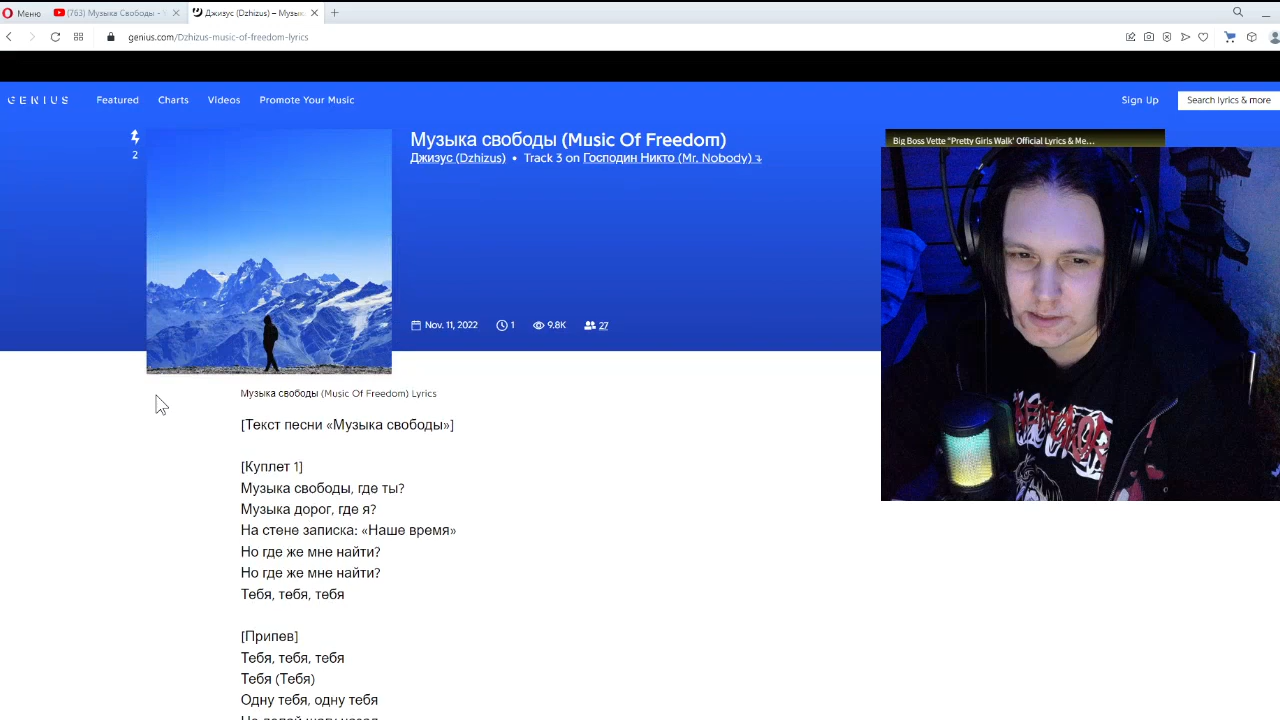 Меню
(763) Музыка Свободы -
Джизус (Dzhizus) – Музык
genius.com/Dzhizus-music-of-freedom-lyrics
GENIUS
Featured
Charts
Videos
Promote Your Music
Sign Up
Search lyrics & more
2
Музыка свободы (Music Of Freedom)
Джизус (Dzhizus) • Track 3 on Господин Никто (Mr. Nobody)
Big Boss Vette "Pretty Girls Walk' Official Lyrics & Me...
Nov. 11, 2022
1
9.8K
27
Музыка свободы (Music Of Freedom) Lyrics
[Текст песни «Музыка свободы»]
[Куплет 1]
Музыка свободы, где ты?
Музыка дорог, где я?
На стене записка: «Наше время»
Но где же мне найти?
Но где же мне найти?
Тебя, тебя, тебя
[Припев]
Тебя, тебя, тебя
Тебя (Тебя)
Одну тебя, одну тебя